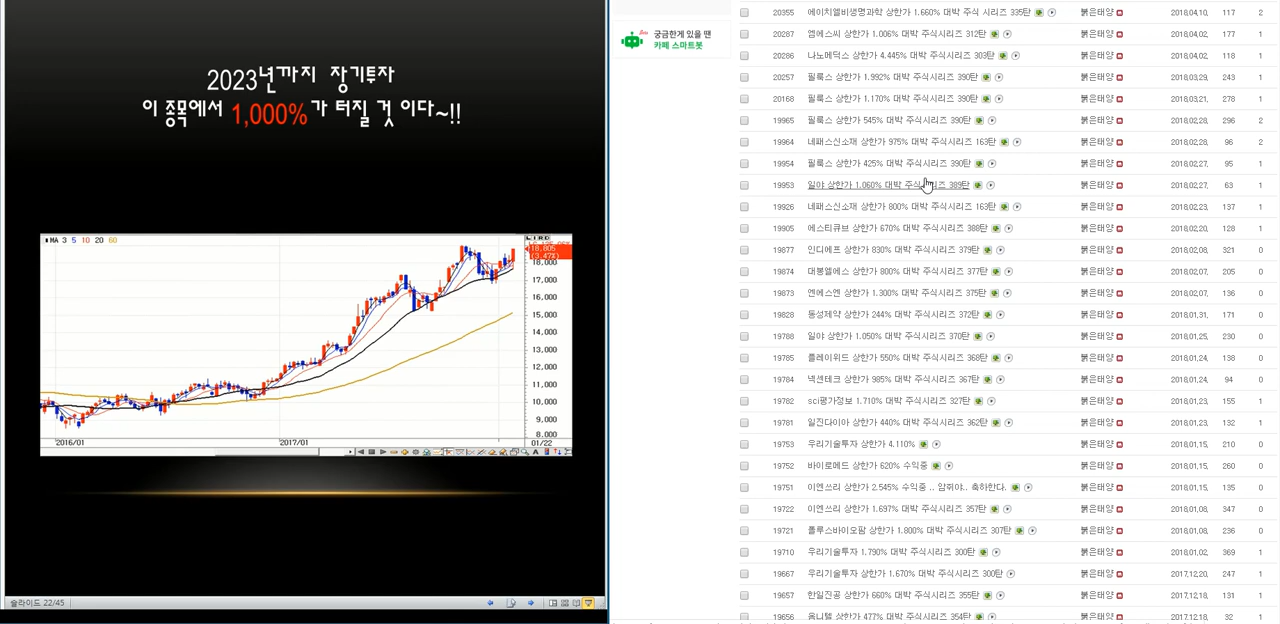 2023년까지 장기투자
이 종목에서 1,000%가 터질 것 이다~!!
MA 3 5 10 20 60
18,805
(3.47%)
18,000
17,000
16,000
15,000
14,000
13,000
12,000
11,000
10,000
9,000
8,000
2016/01 2017/01 01/22
슬라이드 22/45
궁금한게 있을 땐
카페 스마트봇
20355 에이치엘비생명과학 상한가 1.660% 대박 주식 시리즈 335탄 붉은태양 2018.04.10. 117 2
20287 엠에스씨 상한가 1.006% 대박 주식시리즈 312탄 붉은태양 2018.04.02. 177 1
20286 나노메딕스 상한가 4.445% 대박 주식시리즈 303탄 붉은태양 2018.04.02. 118 1
20257 필룩스 상한가 1.992% 대박 주식시리즈 390탄 붉은태양 2018.03.29. 243 1
20168 필룩스 상한가 1.170% 대박 주식시리즈 390탄 붉은태양 2018.03.21. 278 1
19965 필룩스 상한가 545% 대박 주식시리즈 390탄 붉은태양 2018.02.28. 296 2
19964 네패스신소재 상한가 975% 대박 주식시리즈 163탄 붉은태양 2018.02.28. 96 2
19954 필룩스 상한가 425% 대박 주식시리즈 390탄 붉은태양 2018.02.27. 95 1
19953 일야 상한가 1.060% 대박 주식시리즈 389탄 붉은태양 2018.02.27. 63 1
19926 네패스신소재 상한가 800% 대박 주식시리즈 163탄 붉은태양 2018.02.23. 137 1
19905 에스티큐브 상한가 670% 대박 주식시리즈 388탄 붉은태양 2018.02.20. 128 1
19877 인디에프 상한가 830% 대박 주식시리즈 379탄 붉은태양 2018.02.08. 321 0
19874 대봉엘에스 상한가 800% 대박 주식시리즈 377탄 붉은태양 2018.02.07. 205 0
19873 엔에스엔 상한가 1.300% 대박 주식시리즈 375탄 붉은태양 2018.02.07. 136 0
19828 동성제약 상한가 244% 대박 주식시리즈 372탄 붉은태양 2018.01.31. 171 0
19788 일야 상한가 1.050% 대박 주식시리즈 370탄 붉은태양 2018.01.25. 230 0
19785 플레이위드 상한가 550% 대박 주식시리즈 368탄 붉은태양 2018.01.24. 138 0
19784 넥센테크 상한가 985% 대박 주식시리즈 367탄 붉은태양 2018.01.24. 94 0
19782 sci평가정보 1.710% 대박 주식시리즈 327탄 붉은태양 2018.01.23. 155 1
19781 일진다이아 상한가 440% 대박 주식시리즈 362탄 붉은태양 2018.01.23. 132 1
19753 우리기술투자 상한가 4.110% 붉은태양 2018.01.15. 210 0
19752 바이로메드 상한가 620% 수익중 붉은태양 2018.01.15. 260 0
19751 이엔쓰리 상한가 2.545% 수익중 .. 얌쥐야.. 축하한다. 붉은태양 2018.01.15. 135 0
19722 이엔쓰리 상한가 1.697% 대박 주식시리즈 357탄 붉은태양 2018.01.08. 347 0
19721 폴루스바이오팜 상한가 1.800% 대박 주식시리즈 307탄 붉은태양 2018.01.08. 236 0
19710 우리기술투자 1.790% 대박 주식시리즈 300탄 붉은태양 2018.01.02. 369 1
19667 우리기술투자 상한가 1.670% 대박 주식시리즈 300탄 붉은태양 2017.12.20. 247 1
19657 한일진공 상한가 660% 대박 주식시리즈 355탄 붉은태양 2017.12.18. 131 1
19656 옴니텔 상한가 477% 대박 주식시리즈 354탄 붉은태양 2017.12.18. 32 1